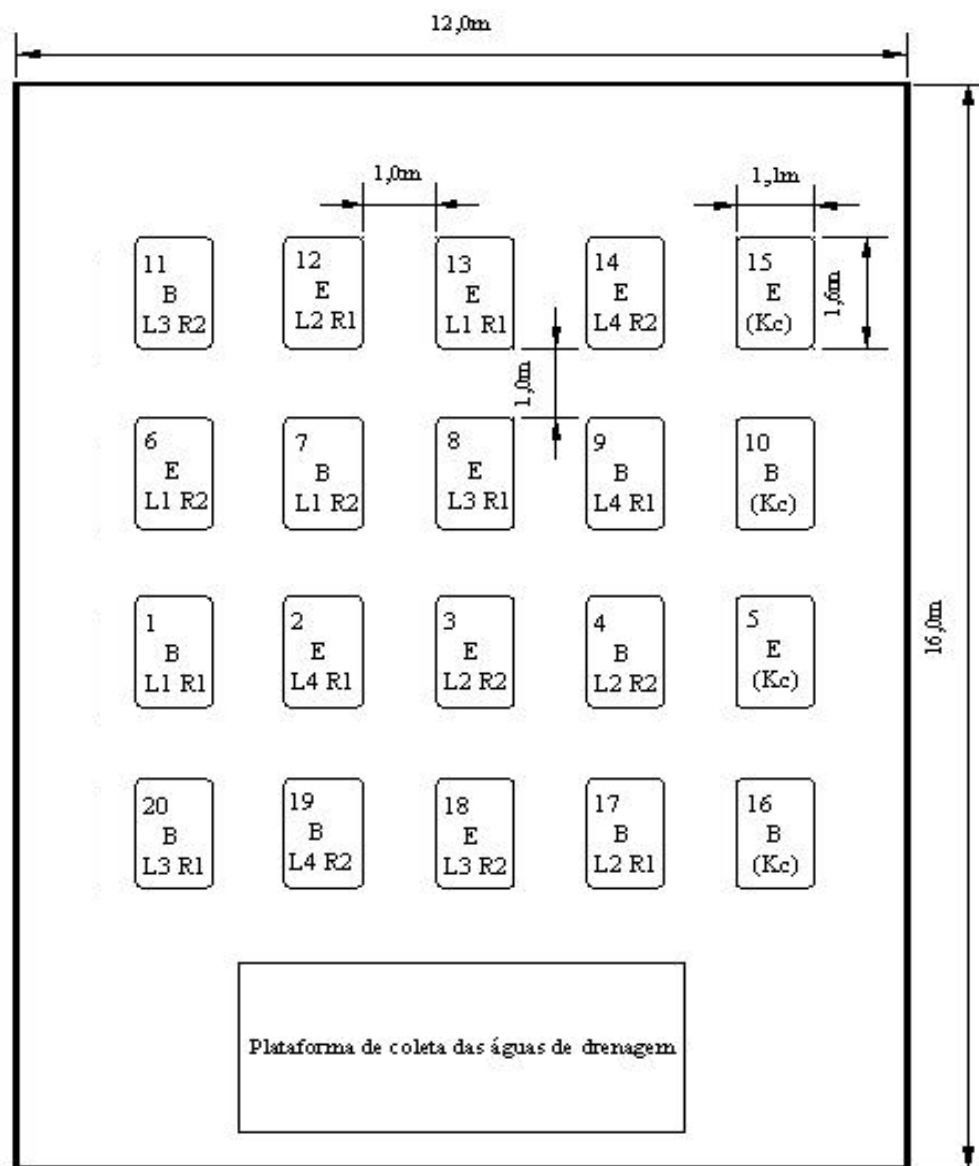 12,0m
1,0m
1,1m
11
B
L3 R2
12
E
L2 R1
13
E
L1 R1
14
E
L4 R2
15
E
(Kc)
1,6m
1,0m
6
E
L1 R2
7
B
L1 R2
8
E
L3 R1
9
B
L4 R1
10
B
(Kc)
16,0m
1
B
L1 R1
2
E
L4 R1
3
E
L2 R2
4
B
L2 R2
5
E
(Kc)
20
B
L3 R1
19
B
L4 R2
18
E
L3 R2
17
B
L2 R1
16
B
(Kc)
Plataforma de coleta das águas de drenagem